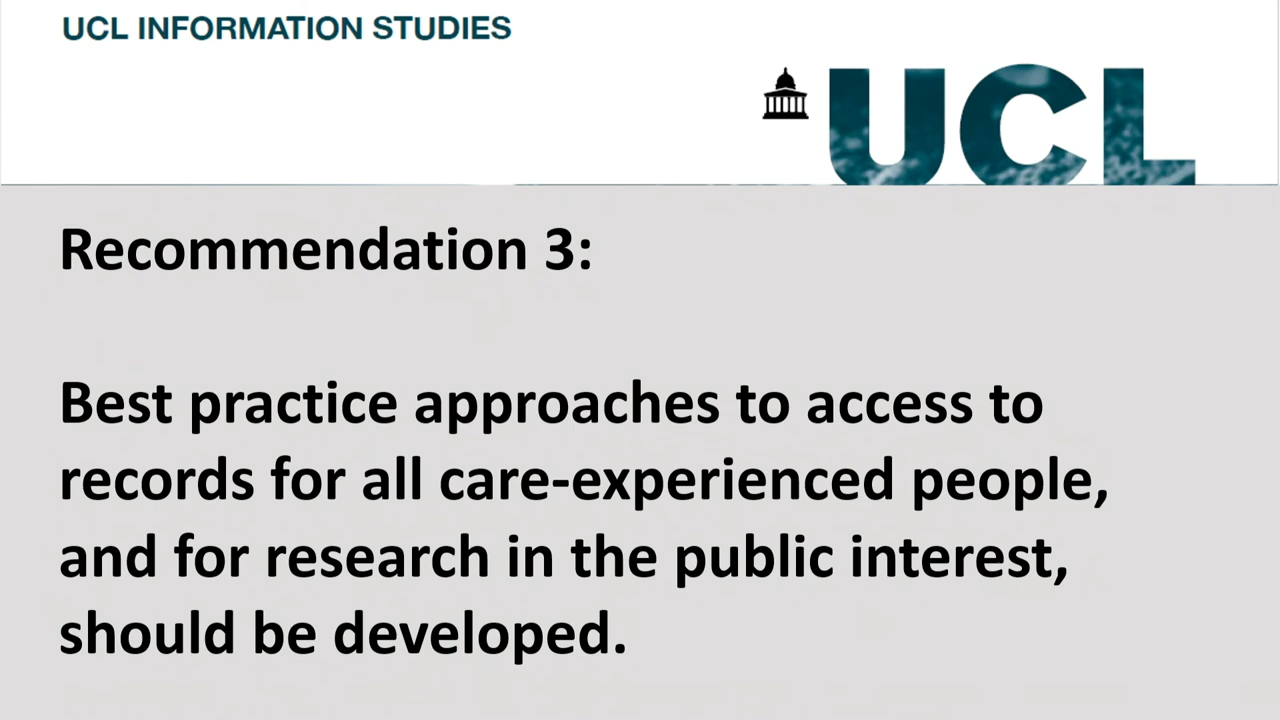 UCL INFORMATION STUDIES
UCL
Recommendation 3:
Best practice approaches to access to
records for all care-experienced people,
and for research in the public interest,
should be developed.